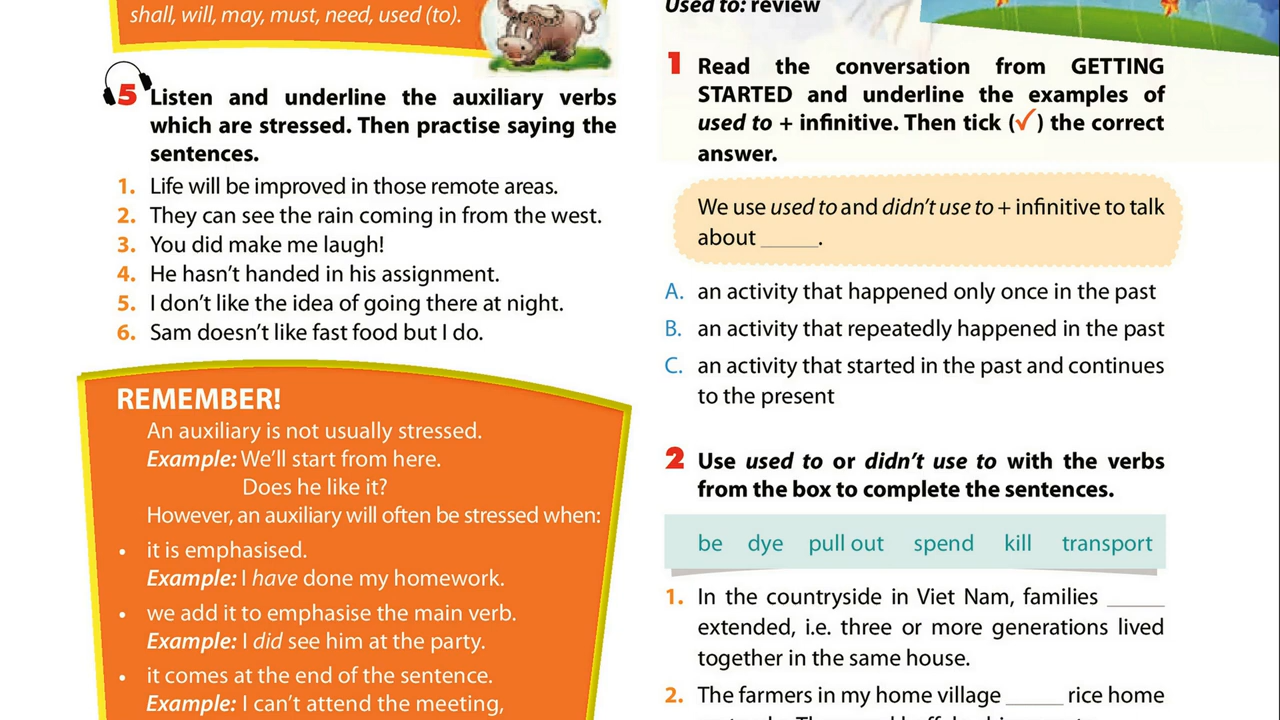 shall, will, may, must, need, used (to).
5 Listen and underline the auxiliary verbs
which are stressed. Then practise saying the
sentences.
1. Life will be improved in those remote areas.
2. They can see the rain coming in from the west.
3. You did make me laugh!
4. He hasn't handed in his assignment.
5. I don't like the idea of going there at night.
6. Sam doesn't like fast food but I do.
REMEMBER!
An auxiliary is not usually stressed.
Example: We'll start from here.
Does he like it?
However, an auxiliary will often be stressed when:
• it is emphasised.
Example: I have done my homework.
• we add it to emphasise the main verb.
Example: I did see him at the party.
• it comes at the end of the sentence.
Example: I can't attend the meeting,
Used to: review
1 Read the conversation from GETTING
STARTED and underline the examples of
used to + infinitive. Then tick (✓) the correct
answer.
We use used to and didn't use to + infinitive to talk
about ______.
A. an activity that happened only once in the past
B. an activity that repeatedly happened in the past
C. an activity that started in the past and continues
to the present
2 Use used to or didn't use to with the verbs
from the box to complete the sentences.
be dye pull out spend kill transport
1. In the countryside in Viet Nam, families ______
extended, i.e. three or more generations lived
together in the same house.
2. The farmers in my home village ______ rice home